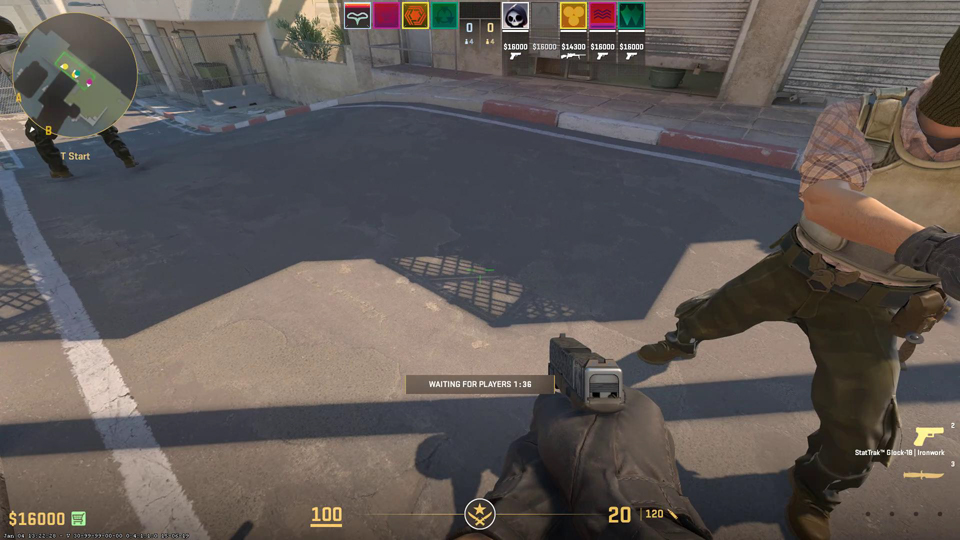 0 0
4 4
$16000 $16000 $14300 $16000 $16000
A
B
T Start
WAITING FOR PLAYERS 1:36
2
StatTrak™ Glock-18 | Ironwork
3
$16000
100
20 120